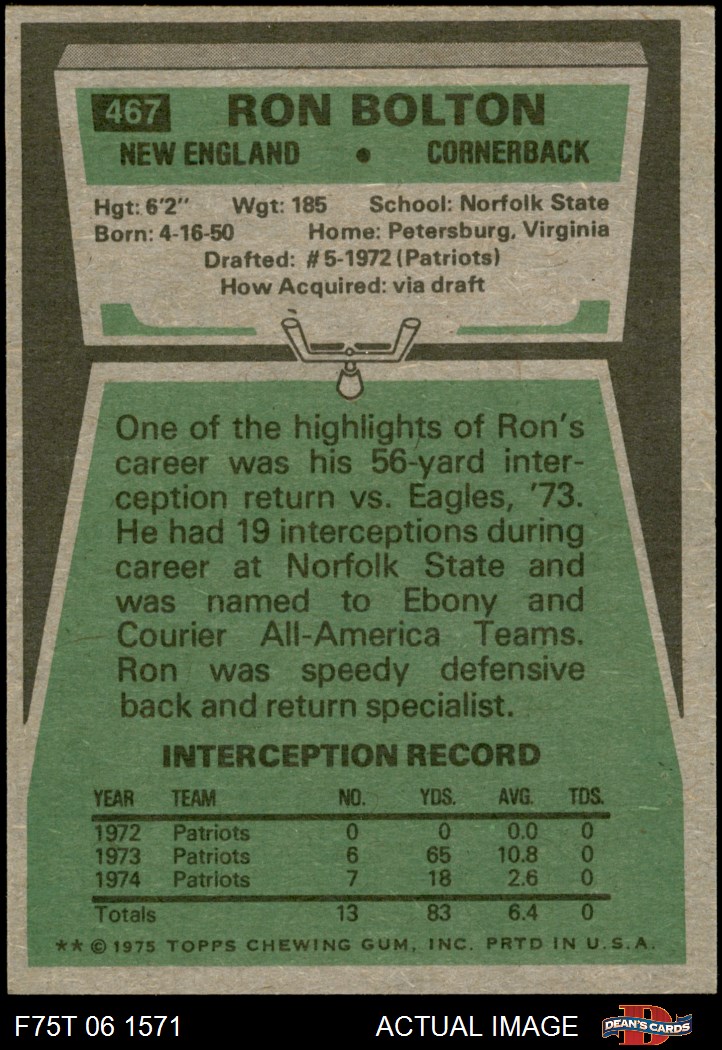 467 RON BOLTON
NEW ENGLAND • CORNERBACK
Hgt: 6'2" Wgt: 185 School: Norfolk State
Born: 4-16-50 Home: Petersburg, Virginia
Drafted: #5-1972 (Patriots)
How Acquired: via draft
One of the highlights of Ron's
career was his 56-yard inter-
ception return vs. Eagles, '73.
He had 19 interceptions during
career at Norfolk State and
was named to Ebony and
Courier All-America Teams.
Ron was speedy defensive
back and return specialist.
INTERCEPTION RECORD
YEAR TEAM NO. YDS. AVG. TDS.
1972 Patriots 0 0 0.0 0
1973 Patriots 6 65 10.8 0
1974 Patriots 7 18 2.6 0
Totals 13 83 6.4 0
** © 1975 TOPPS CHEWING GUM, INC. PRTD IN U.S.A.
F75T 06 1571 ACTUAL IMAGE D DEAN'S CARDS